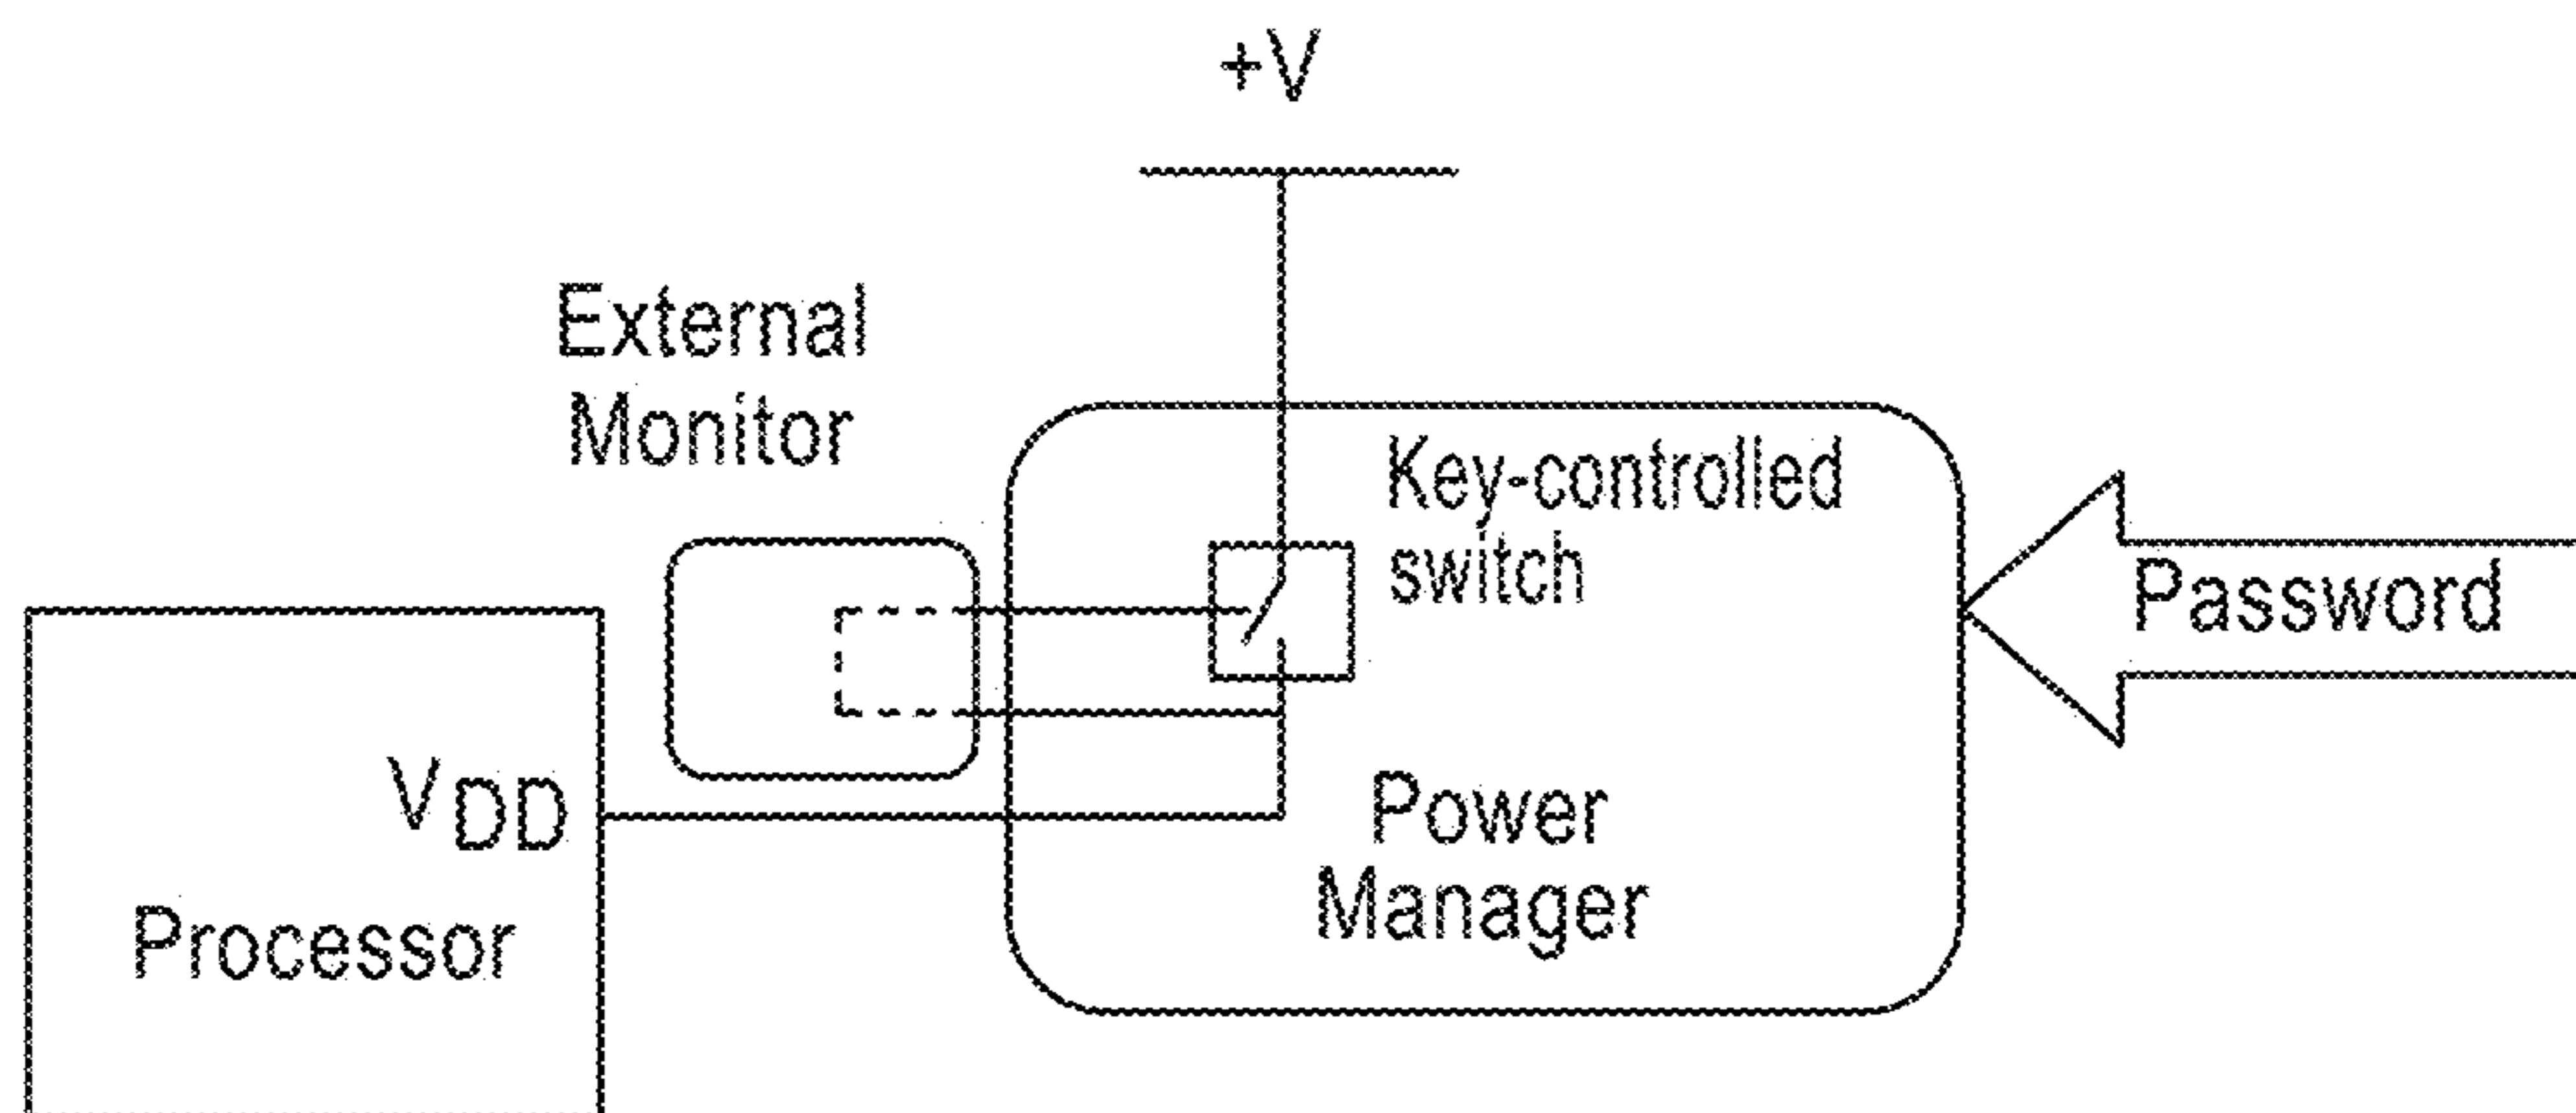 +V
External
Monitor
Key-controlled
switch
Password
VDD
Processor
Power
Manager